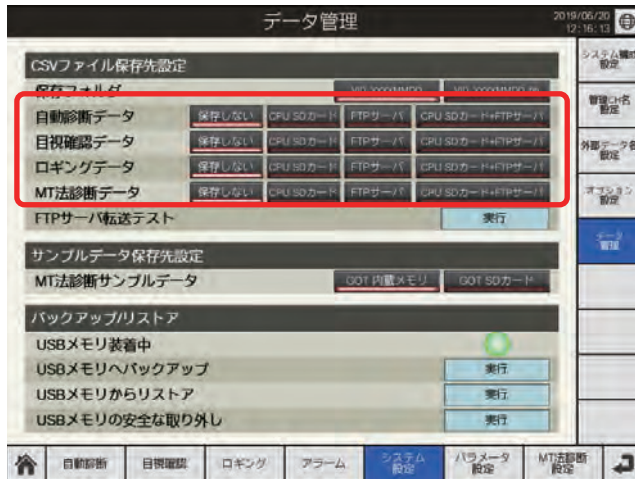 データ管理
2019/06/20
12:16:13
CSVファイル保存先設定
保存フォルダ
自動診断データ 保存しない CPU SDカード FTPサーバ CPU SDカード+FTPサーバ
目視確認データ 保存しない CPU SDカード FTPサーバ CPU SDカード+FTPサーバ
ロギングデータ 保存しない CPU SDカード FTPサーバ CPU SDカード+FTPサーバ
MT法診断データ 保存しない CPU SDカード FTPサーバ CPU SDカード+FTPサーバ
FTPサーバ転送テスト 実行
サンプルデータ保存先設定
MT法診断サンプルデータ GOT 内蔵メモリ GOT SDカード
バックアップ/リストア
USBメモリ装着中
USBメモリへバックアップ 実行
USBメモリからリストア 実行
USBメモリの安全な取り外し 実行
システム構成
設定
管理CH名
設定
外部データ名
設定
オプション
設定
データ
管理
自動診断 目視確認 ロギング アラーム システム設定 パラメータ設定 MT法診断設定